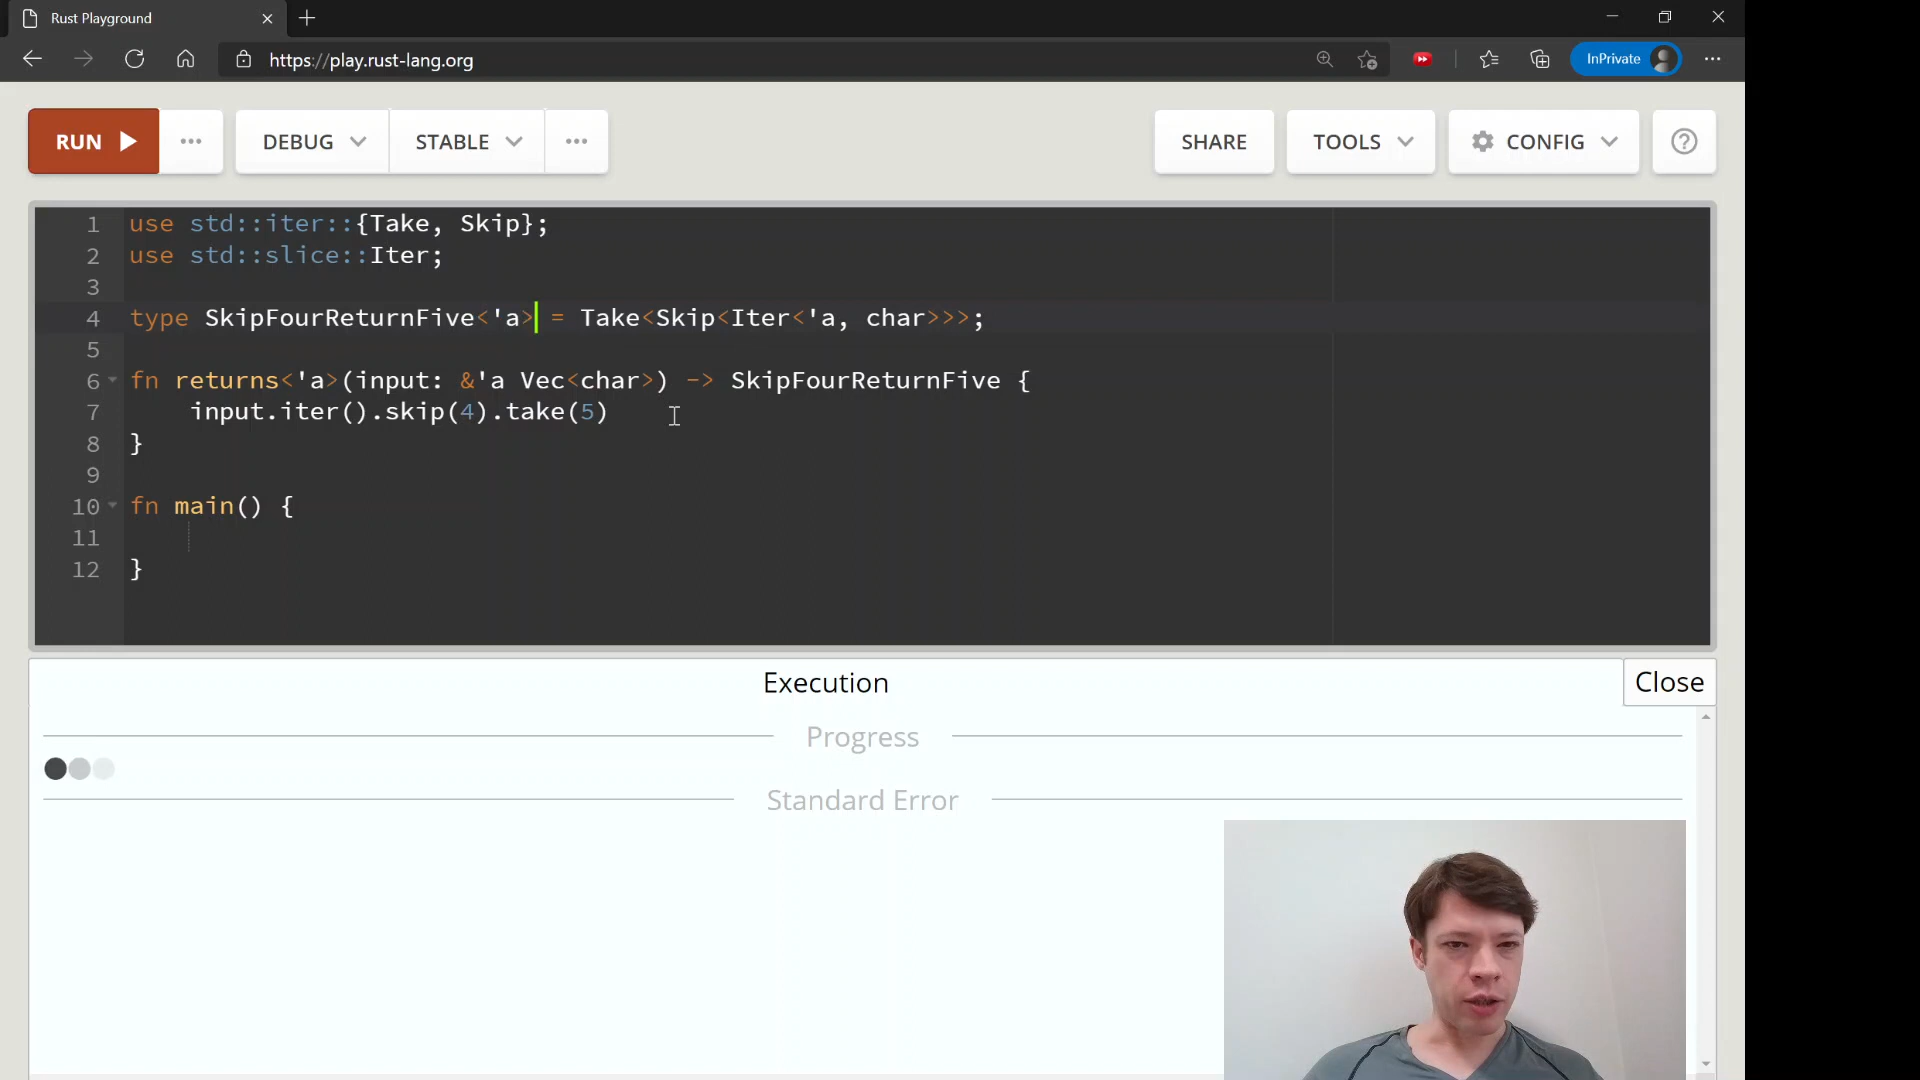 Rust Playground
https://play.rust-lang.org
InPrivate
RUN
DEBUG
STABLE
SHARE
TOOLS
CONFIG
1 use std::iter::{Take, Skip};
2 use std::slice::Iter;
3
4 type SkipFourReturnFive<'a> = Take<Skip<Iter<'a, char>>>;
5
6 fn returns<'a>(input: &'a Vec<char>) -> SkipFourReturnFive {
7 input.iter().skip(4).take(5)
8 }
9
10 fn main() {
11
12 }
Execution
Close
Progress
Standard Error